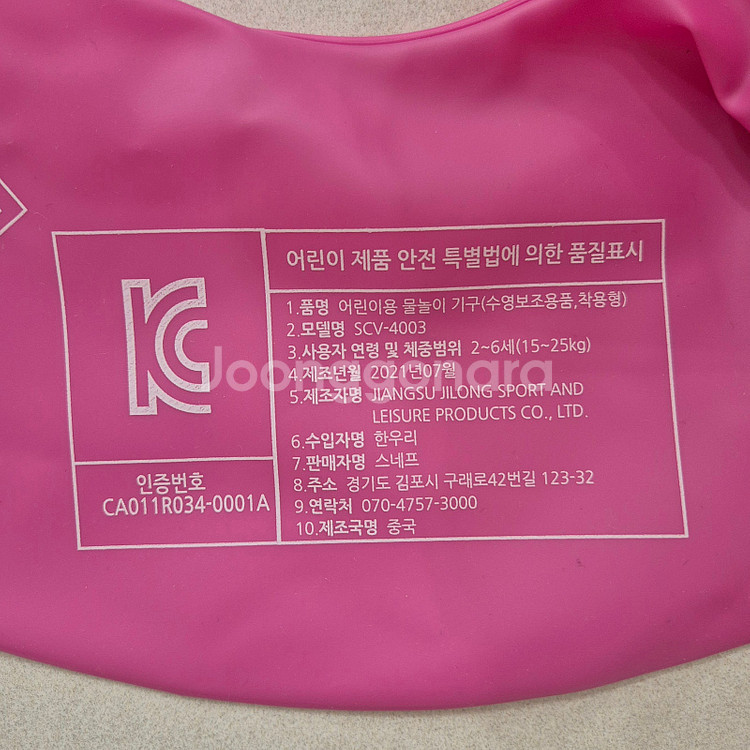 어린이 제품 안전 특별법에 의한 품질표시
KC
인증번호
CA011R034-0001A
1.품명 어린이용 물놀이 기구(수영보조용품,착용형)
2.모델명 SCV-4003
3.사용자 연령 및 체중범위 2~6세(15~25kg)
4.제조년월 2021년07월
5.제조자명 JIANGSU JILONG SPORT AND
LEISURE PRODUCTS CO., LTD.
6.수입자명 한우리
7.판매자명 스네프
8.주소 경기도 김포시 구래로42번길 123-32
9.연락처 070-4757-3000
10.제조국명 중국
Joonggonara